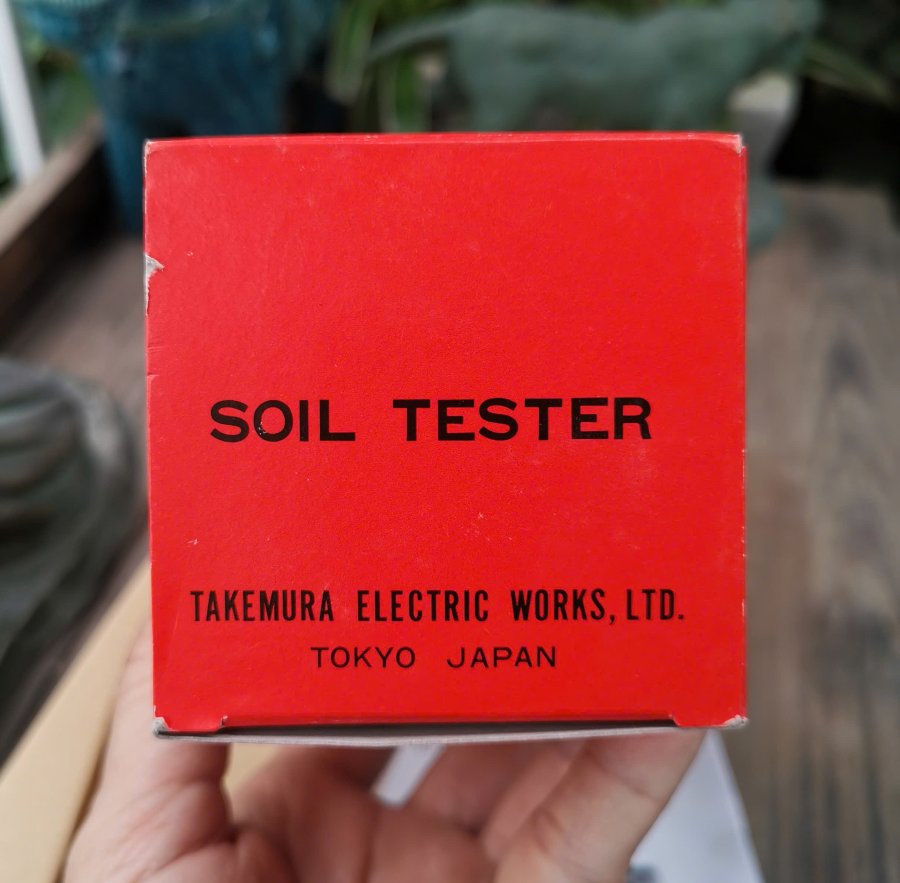 SOIL TESTER
TAKEMURA ELECTRIC WORKS, LTD.
TOKYO JAPAN